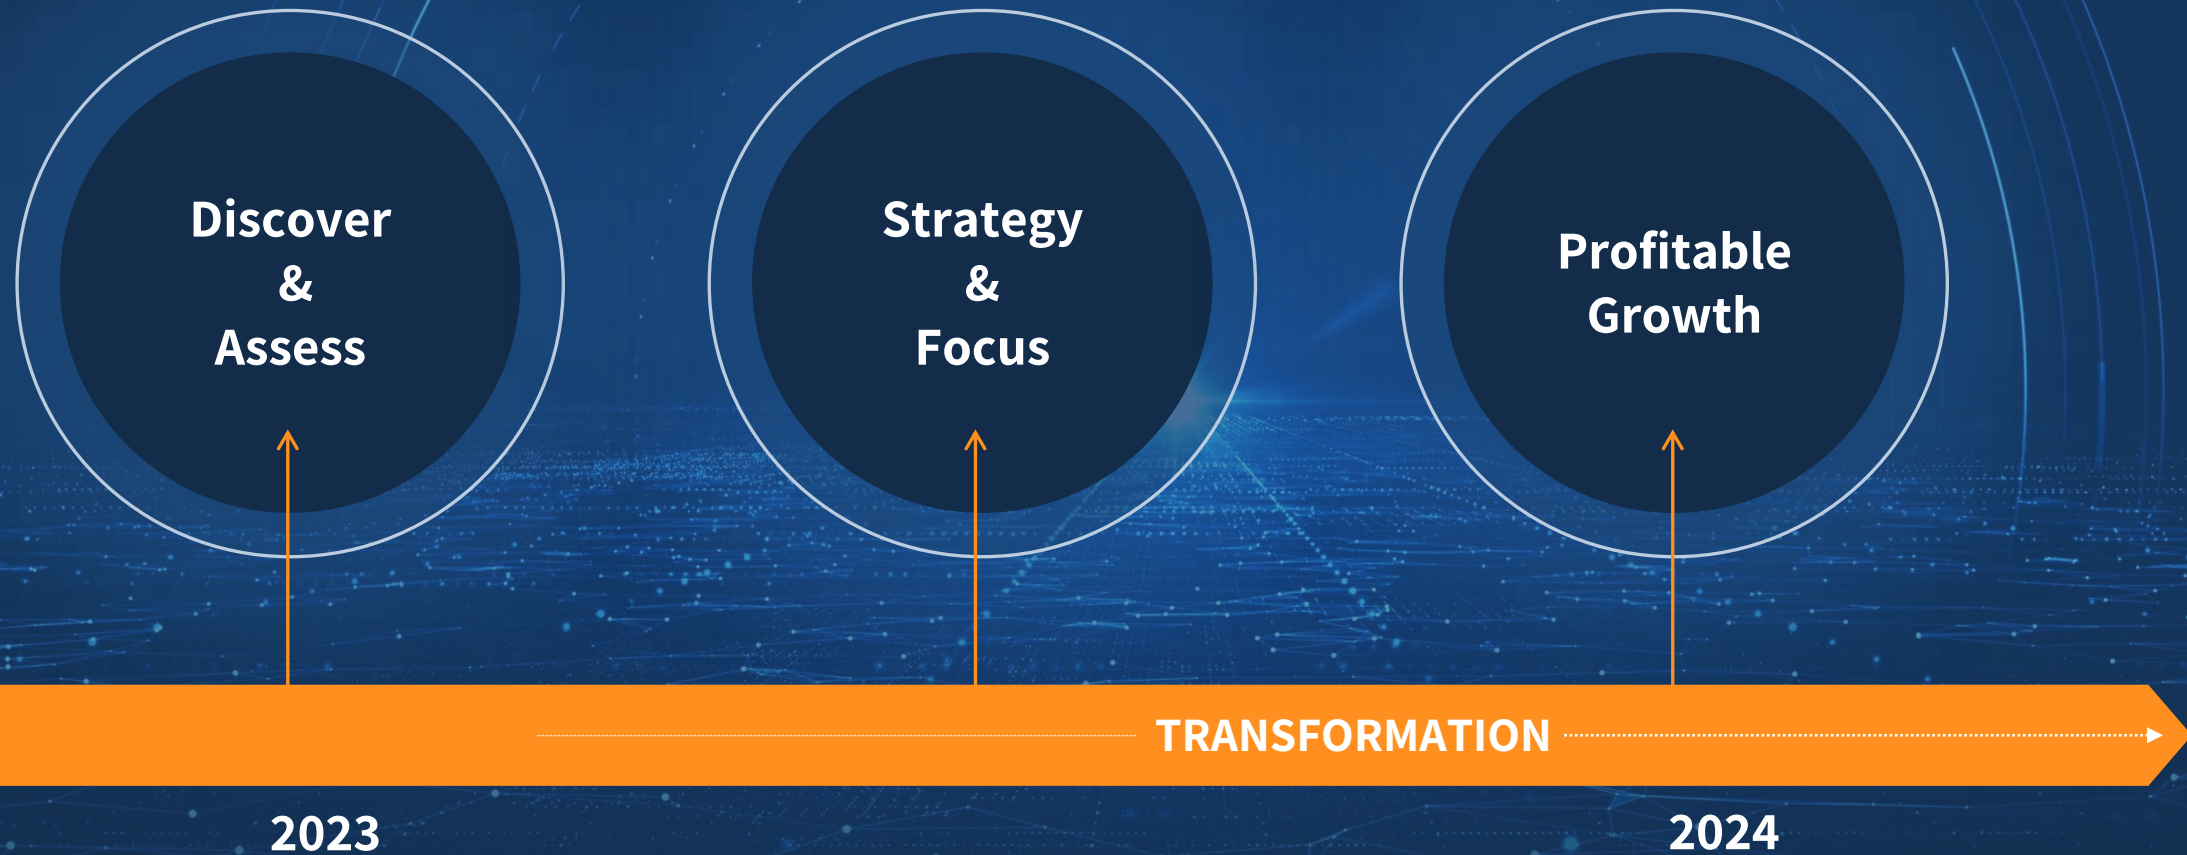 Discover
&
Assess
Strategy
&
Focus
Profitable
Growth
TRANSFORMATION
2023
2024